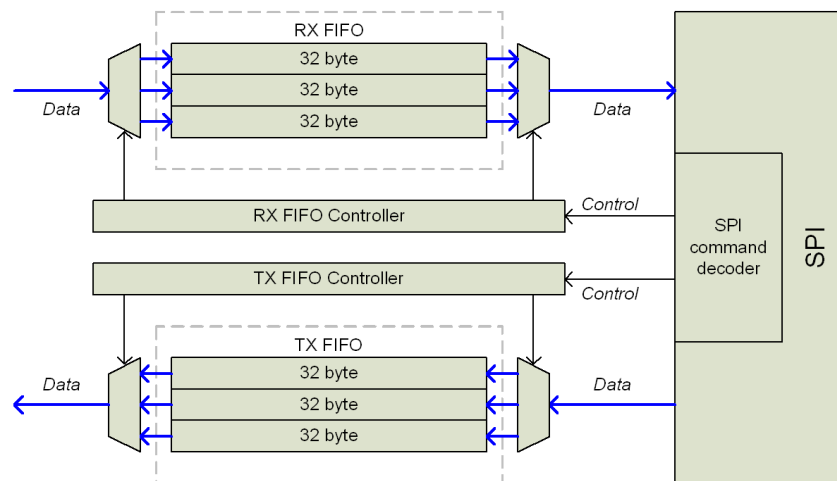 RX FIFO
32 byte
32 byte
32 byte
Data
Data
RX FIFO Controller
Control
SPI
command
decoder
SPI
TX FIFO Controller
Control
TX FIFO
32 byte
32 byte
32 byte
Data
Data